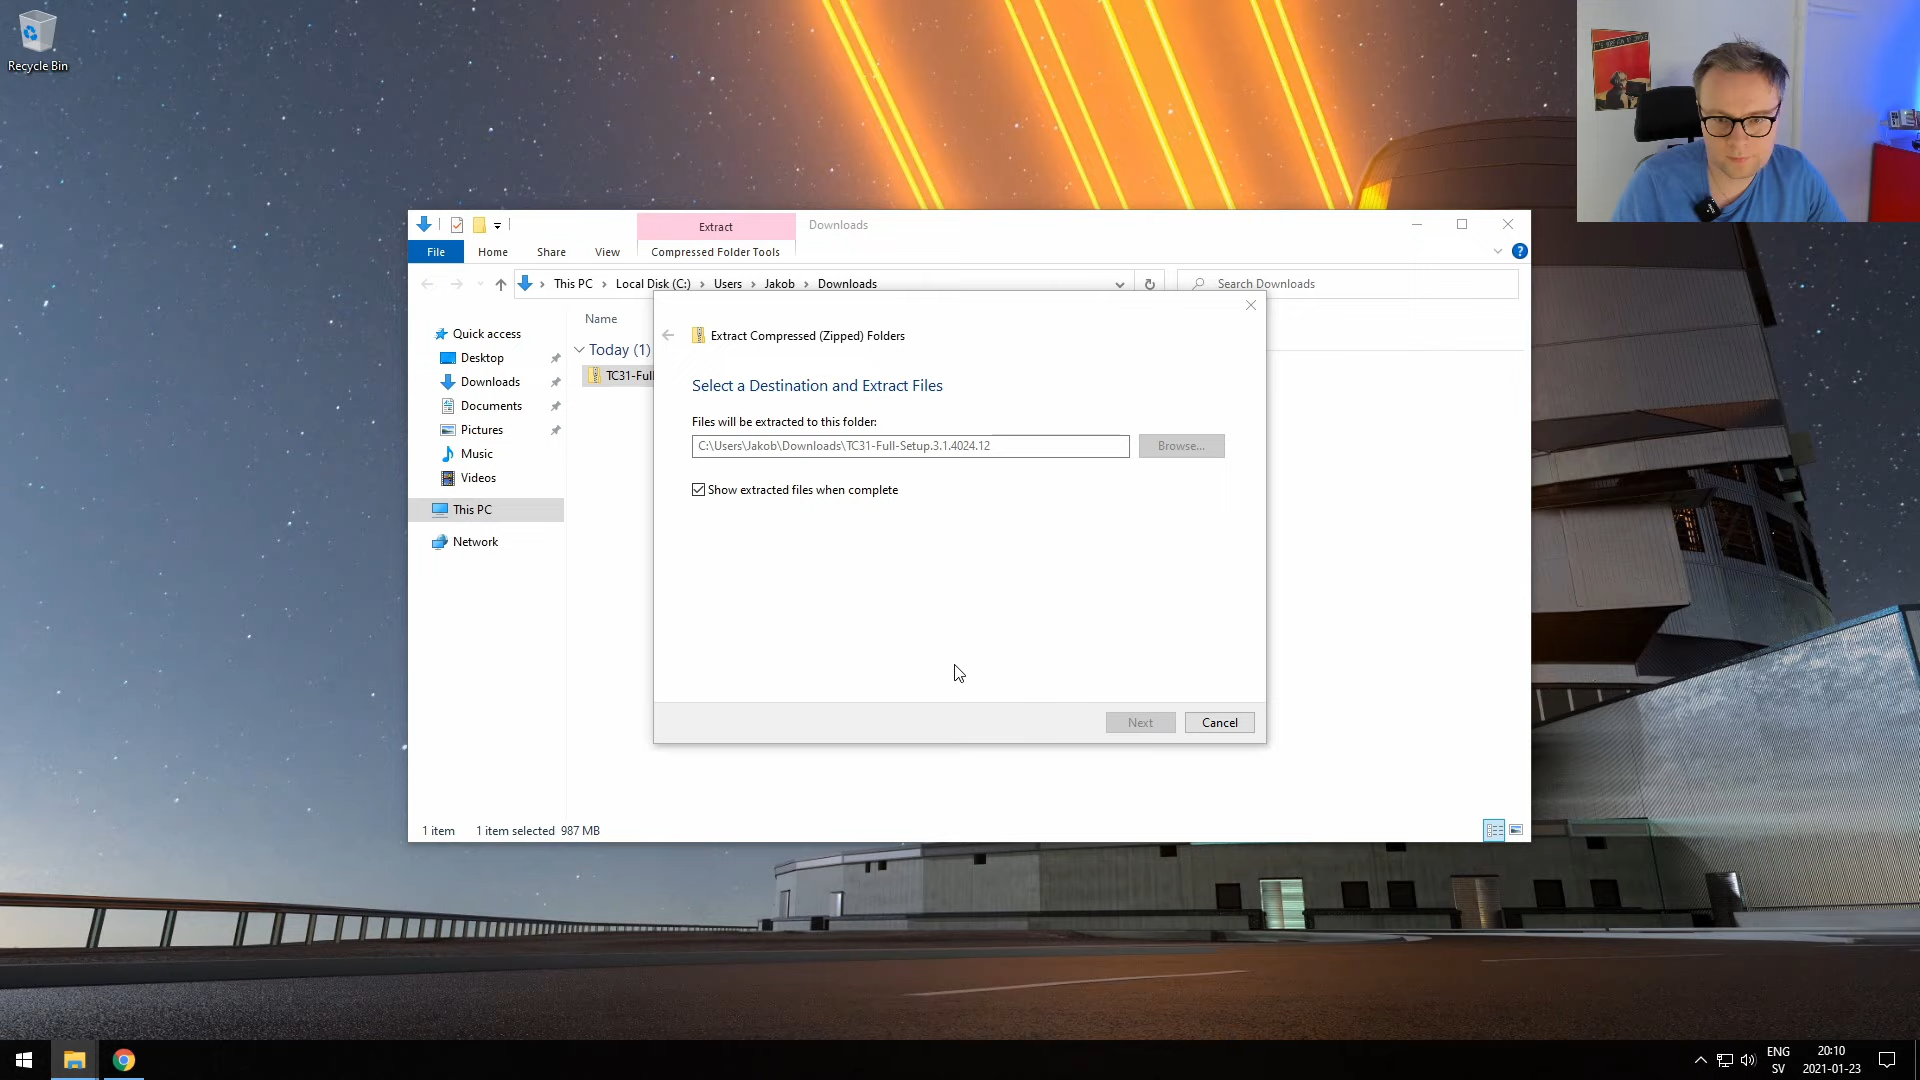 Recycle Bin
Extract
Downloads
File
Home
Share
View
Compressed Folder Tools
This PC
Local Disk (C:)
Users
Jakob
Downloads
Search Downloads
Name
Quick access
Desktop
Downloads
Documents
Pictures
Music
Videos
This PC
Network
Today (1)
TC31-Full
Extract Compressed (Zipped) Folders
Select a Destination and Extract Files
Files will be extracted to this folder:
C:\Users\Jakob\Downloads\TC31-Full-Setup.3.1.4024.12
Browse...
Show extracted files when complete
Next
Cancel
1 item
1 item selected 987 MB
ENG
SV
20:10
2021-01-23